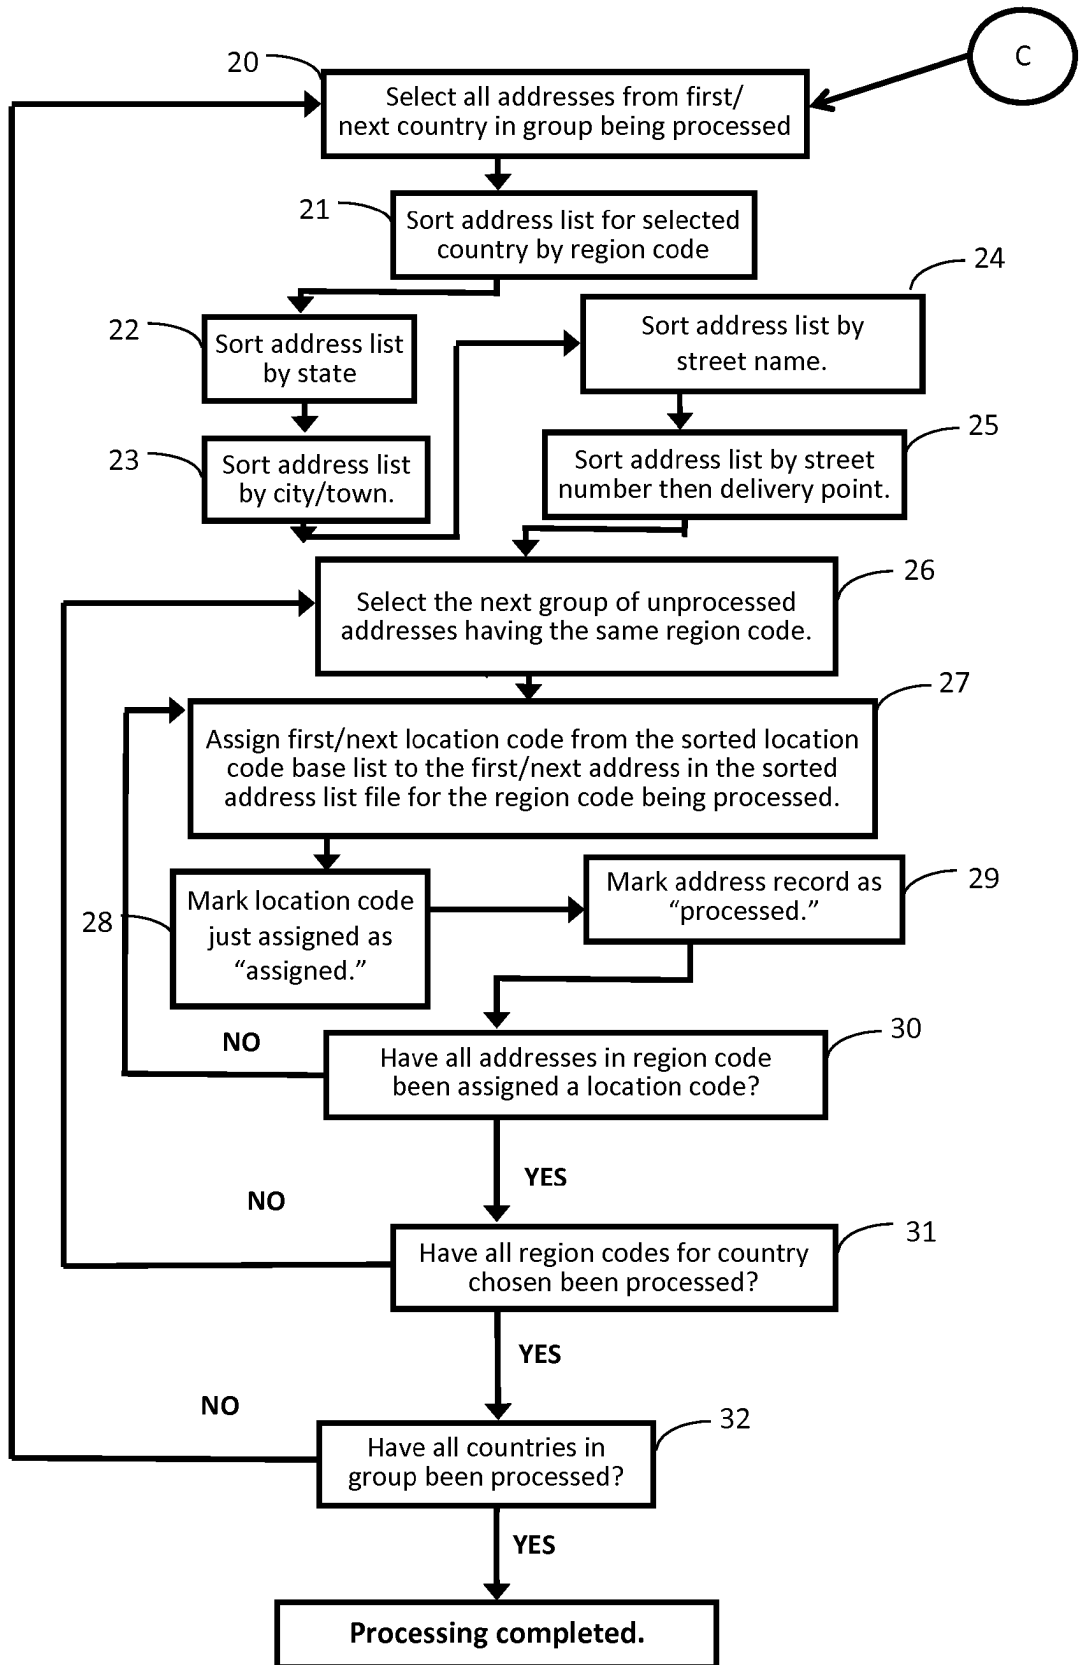 C
20
Select all addresses from first/
next country in group being processed
21
Sort address list for selected
country by region code
22
Sort address list
by state
23
Sort address list
by city/town.
24
Sort address list by
street name.
25
Sort address list by street
number then delivery point.
26
Select the next group of unprocessed
addresses having the same region code.
27
Assign first/next location code from the sorted location
code base list to the first/next address in the sorted
address list file for the region code being processed.
28
Mark location code
just assigned as
“assigned.”
29
Mark address record as
“processed.”
30
Have all addresses in region code
been assigned a location code?
NO
YES
31
Have all region codes for country
chosen been processed?
NO
YES
32
Have all countries in
group been processed?
NO
YES
Processing completed.